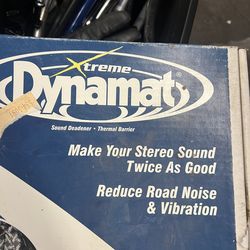 Xtreme
Dynamat
Sound Deadener • Thermal Barrier
Make Your Stereo Sound
Twice As Good
Reduce Road Noise
& Vibration